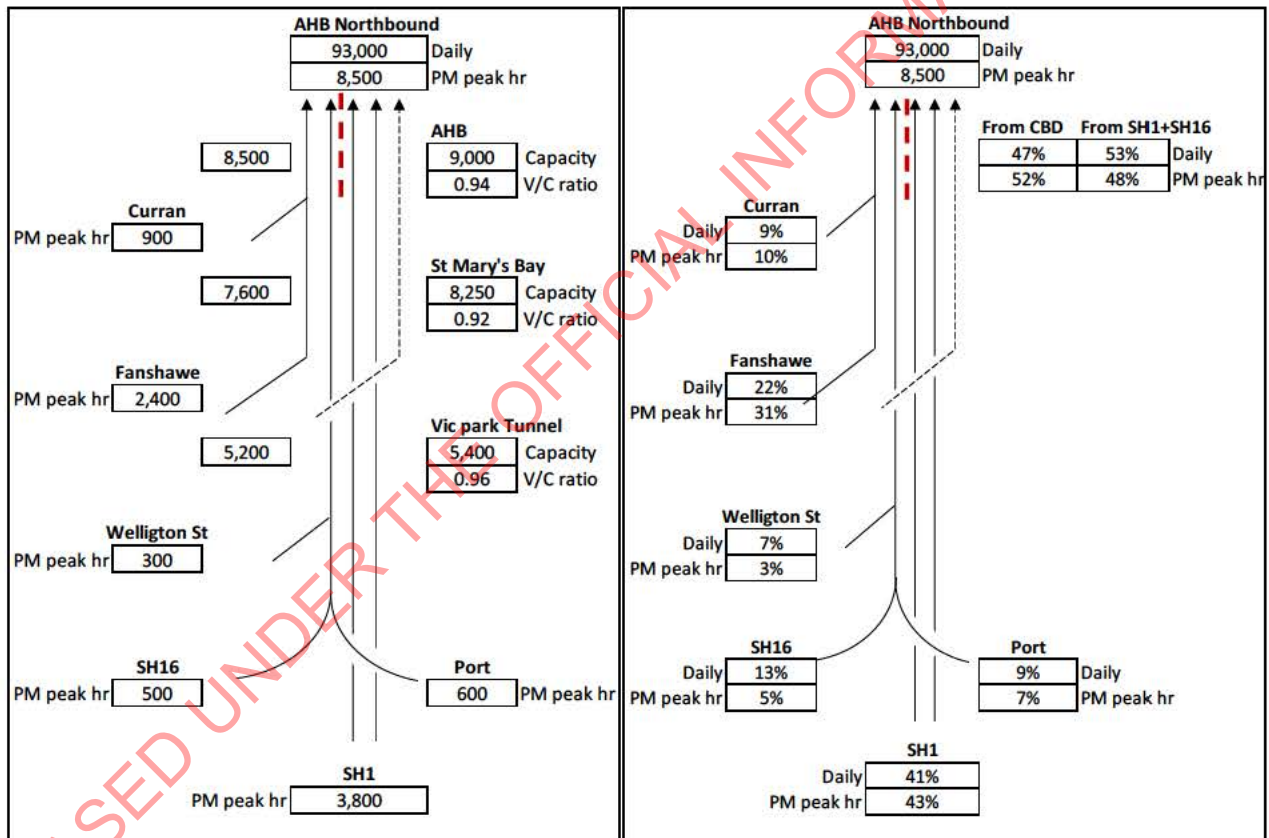 AHB Northbound
93,000 Daily
8,500 PM peak hr
AHB
8,500
9,000 Capacity
0.94 V/C ratio
Curran
PM peak hr 900
St Mary's Bay
7,600
8,250 Capacity
0.92 V/C ratio
Fanshawe
PM peak hr 2,400
Vic park Tunnel
5,200
5,400 Capacity
0.96 V/C ratio
Welligton St
PM peak hr 300
SH16
PM peak hr 500
Port
600 PM peak hr
SH1
PM peak hr 3,800
AHB Northbound
93,000 Daily
8,500 PM peak hr
From CBD From SH1+SH16
47% 53% Daily
52% 48% PM peak hr
Curran
Daily 9%
PM peak hr 10%
Fanshawe
Daily 22%
PM peak hr 31%
Welligton St
Daily 7%
PM peak hr 3%
SH16
Daily 13%
PM peak hr 5%
Port
9% Daily
7% PM peak hr
SH1
Daily 41%
PM peak hr 43%
SED UNDER THE OFFICIAL INFORMA